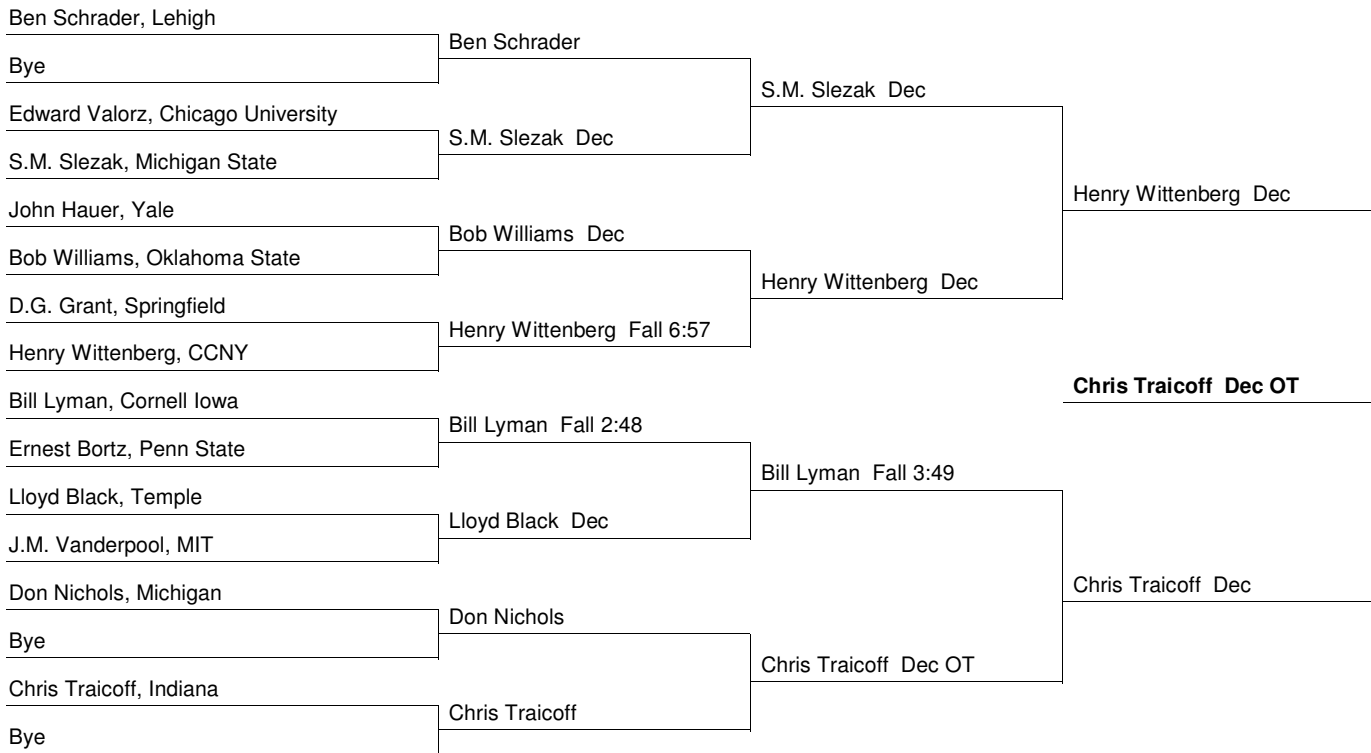 Ben Schrader, Lehigh
Bye
Edward Valorz, Chicago University
S.M. Slezak, Michigan State
John Hauer, Yale
Bob Williams, Oklahoma State
D.G. Grant, Springfield
Henry Wittenberg, CCNY
Bill Lyman, Cornell Iowa
Ernest Bortz, Penn State
Lloyd Black, Temple
J.M. Vanderpool, MIT
Don Nichols, Michigan
Bye
Chris Traicoff, Indiana
Bye
Ben Schrader
S.M. Slezak Dec
Bob Williams Dec
Henry Wittenberg Fall 6:57
Bill Lyman Fall 2:48
Lloyd Black Dec
Don Nichols
Chris Traicoff
S.M. Slezak Dec
Henry Wittenberg Dec
Bill Lyman Fall 3:49
Chris Traicoff Dec OT
Henry Wittenberg Dec
Chris Traicoff Dec OT
Chris Traicoff Dec